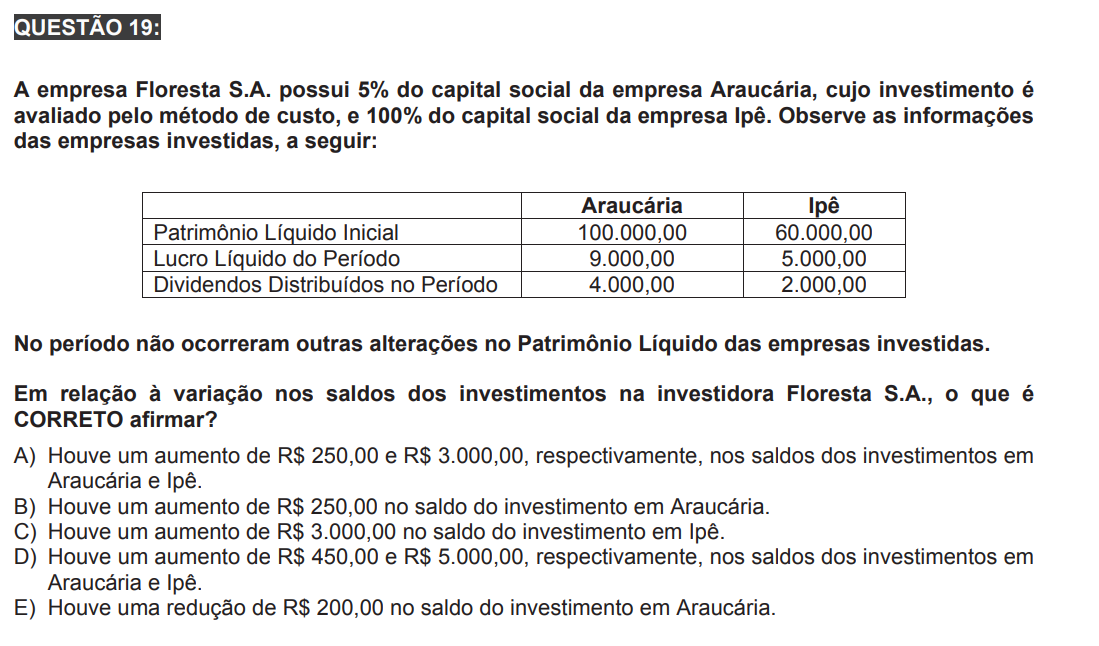 QUESTÃO 19:
A empresa Floresta S.A. possui 5% do capital social da empresa Araucária, cujo investimento é
avaliado pelo método de custo, e 100% do capital social da empresa Ipê. Observe as informações
das empresas investidas, a seguir:
Araucária Ipê
Patrimônio Líquido Inicial 100.000,00 60.000,00
Lucro Líquido do Período 9.000,00 5.000,00
Dividendos Distribuídos no Período 4.000,00 2.000,00
No período não ocorreram outras alterações no Patrimônio Líquido das empresas investidas.
Em relação à variação nos saldos dos investimentos na investidora Floresta S.A., o que é
CORRETO afirmar?
A) Houve um aumento de R$ 250,00 e R$ 3.000,00, respectivamente, nos saldos dos investimentos em
Araucária e Ipê.
B) Houve um aumento de R$ 250,00 no saldo do investimento em Araucária.
C) Houve um aumento de R$ 3.000,00 no saldo do investimento em Ipê.
D) Houve um aumento de R$ 450,00 e R$ 5.000,00, respectivamente, nos saldos dos investimentos em
Araucária e Ipê.
E) Houve uma redução de R$ 200,00 no saldo do investimento em Araucária.